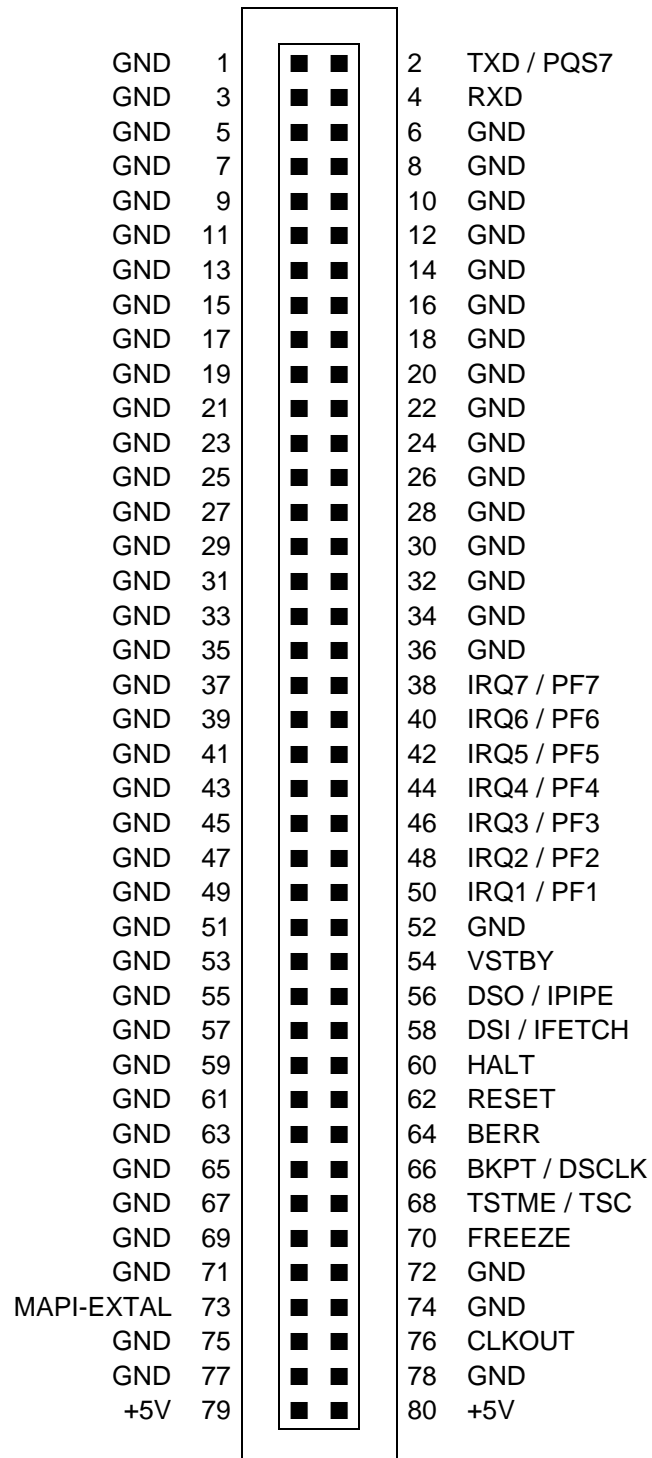 GND 1 2 TXD / PQS7
GND 3 4 RXD
GND 5 6 GND
GND 7 8 GND
GND 9 10 GND
GND 11 12 GND
GND 13 14 GND
GND 15 16 GND
GND 17 18 GND
GND 19 20 GND
GND 21 22 GND
GND 23 24 GND
GND 25 26 GND
GND 27 28 GND
GND 29 30 GND
GND 31 32 GND
GND 33 34 GND
GND 35 36 GND
GND 37 38 IRQ7 / PF7
GND 39 40 IRQ6 / PF6
GND 41 42 IRQ5 / PF5
GND 43 44 IRQ4 / PF4
GND 45 46 IRQ3 / PF3
GND 47 48 IRQ2 / PF2
GND 49 50 IRQ1 / PF1
GND 51 52 GND
GND 53 54 VSTBY
GND 55 56 DSO / IPIPE
GND 57 58 DSI / IFETCH
GND 59 60 HALT
GND 61 62 RESET
GND 63 64 BERR
GND 65 66 BKPT / DSCLK
GND 67 68 TSTME / TSC
GND 69 70 FREEZE
GND 71 72 GND
MAPI-EXTAL 73 74 GND
GND 75 76 CLKOUT
GND 77 78 GND
+5V 79 80 +5V